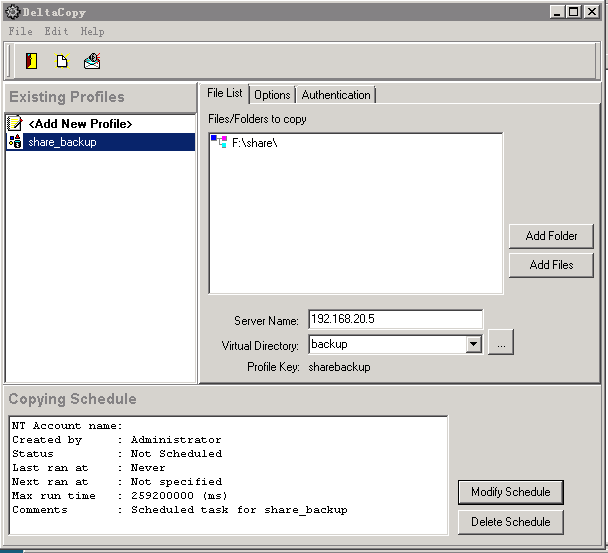 DeltaCopy
File Edit Help
Existing Profiles
<Add New Profile>
share_backup
File List Options Authentication
Files/Folders to copy
F:\share\
Add Folder
Add Files
Server Name: 192.168.20.5
Virtual Directory: backup ...
Profile Key: sharebackup
Copying Schedule
NT Account name:
Created by : Administrator
Status : Not Scheduled
Last ran at : Never
Next ran at : Not specified
Max run time : 259200000 (ms)
Comments : Scheduled task for share_backup
Modify Schedule
Delete Schedule